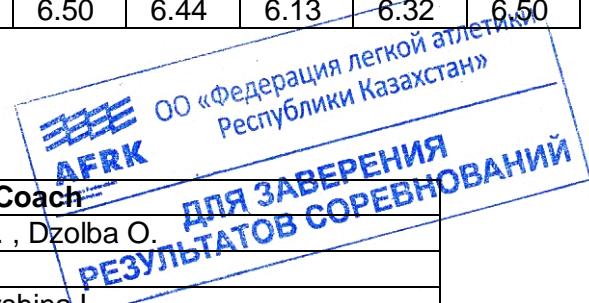 6.50 6.44 6.13 6.32 6.50
ОО «Федерация легкой атлетики
Республики Казахстан»
AFRK
ДЛЯ ЗАВЕРЕНИЯ
РЕЗУЛЬТАТОВ СОРЕВНОВАНИЙ
Coach
, Dzolba O.